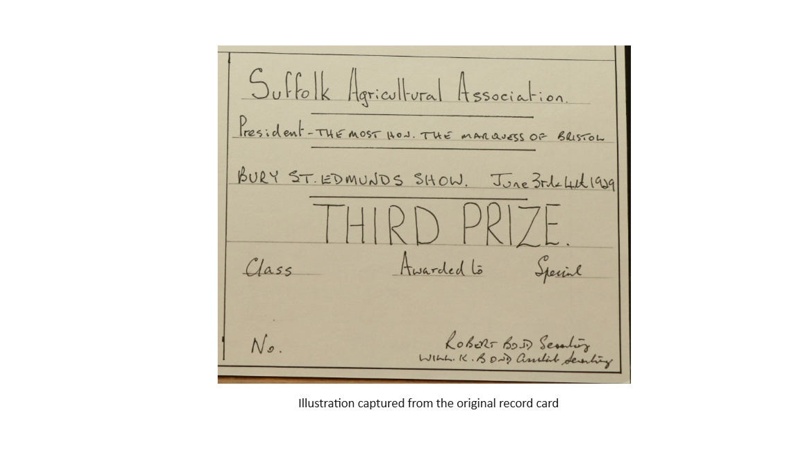 Suffolk Agricultural Association.
President - THE MOST HON. THE MARQUESS OF BRISTOL
BURY ST. EDMUNDS SHOW. June 3rd & 4th 1929
THIRD PRIZE.
Class Awarded to Special
No. ROBERT BOND Secretary
WILL. K. BOND Assistant Secretary
Illustration captured from the original record card